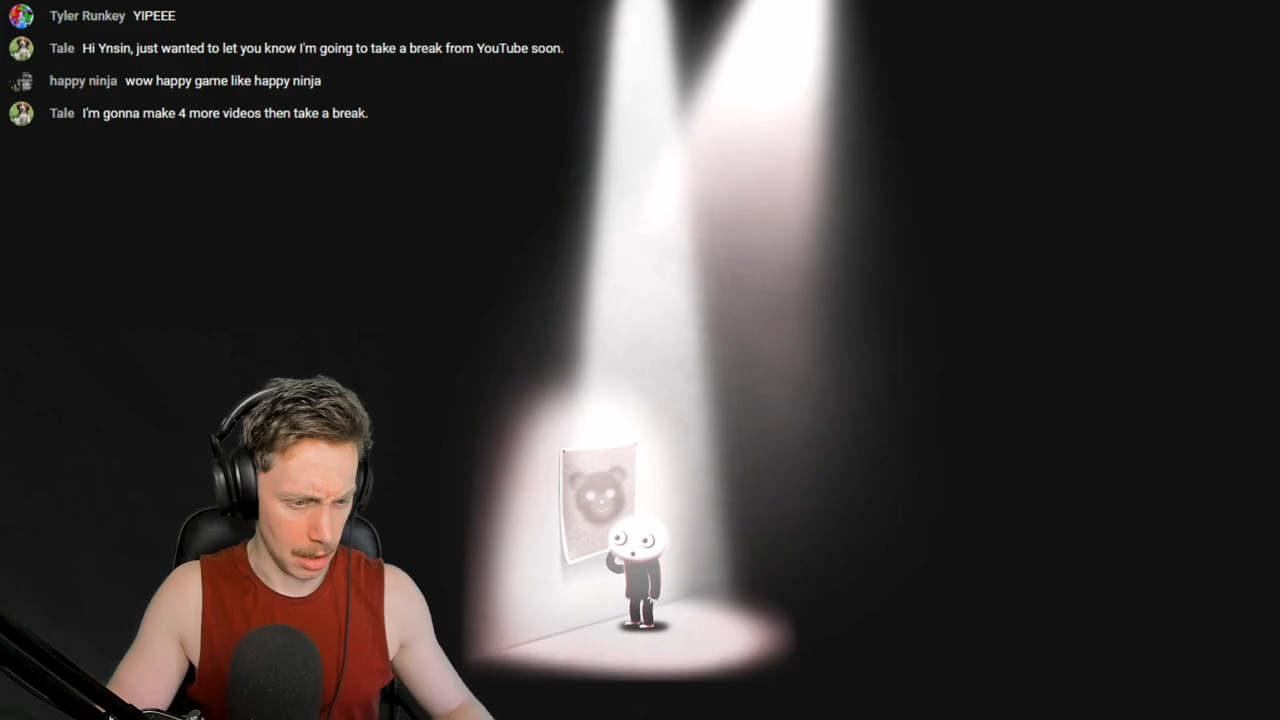 Tyler Runkey YIPEEE
Tale Hi Ynsin, just wanted to let you know I'm going to take a break from YouTube soon.
happy ninja wow happy game like happy ninja
Tale I'm gonna make 4 more videos then take a break.